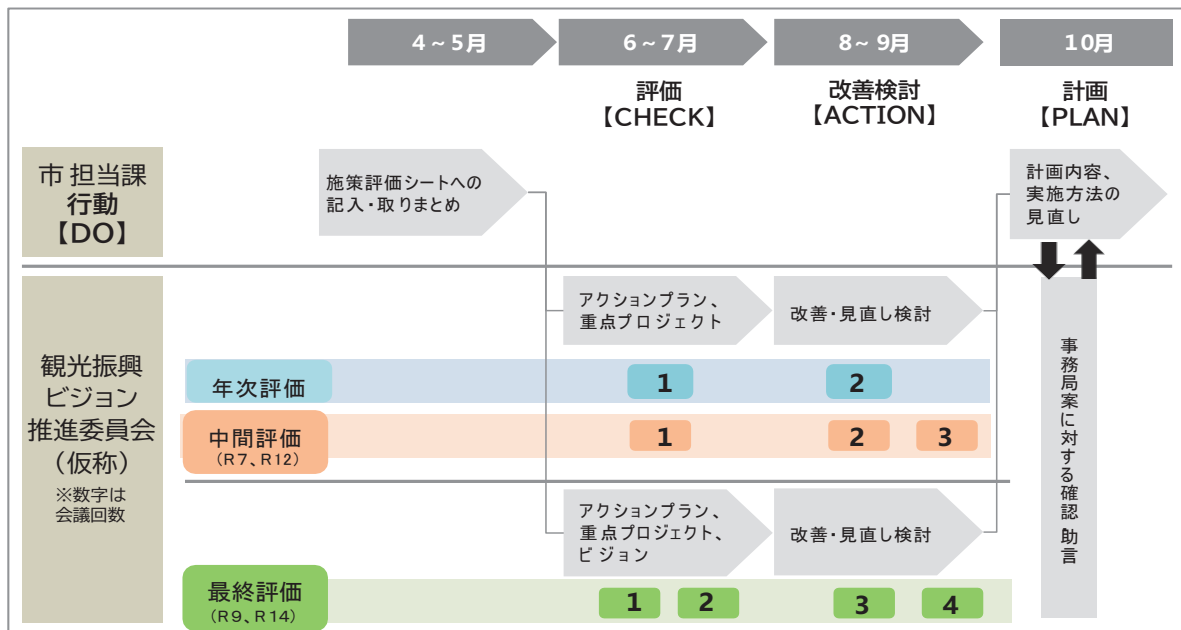 4~5月
6~7月
8~9月
10月
評価
【CHECK】
改善検討
【ACTION】
計画
【PLAN】
市 担当課
行動
【DO】
施策評価シートへの
記入・取りまとめ
計画内容、
実施方法の
見直し
観光振興
ビジョン
推進委員会
(仮称)
※数字は
会議回数
アクションプラン、
重点プロジェクト
改善・見直し検討
年次評価
1
2
中間評価
(R7、R12)
1
2
3
アクションプラン、
重点プロジェクト、
ビジョン
改善・見直し検討
最終評価
(R9、R14)
1
2
3
4
事務局案に対する確認・助言